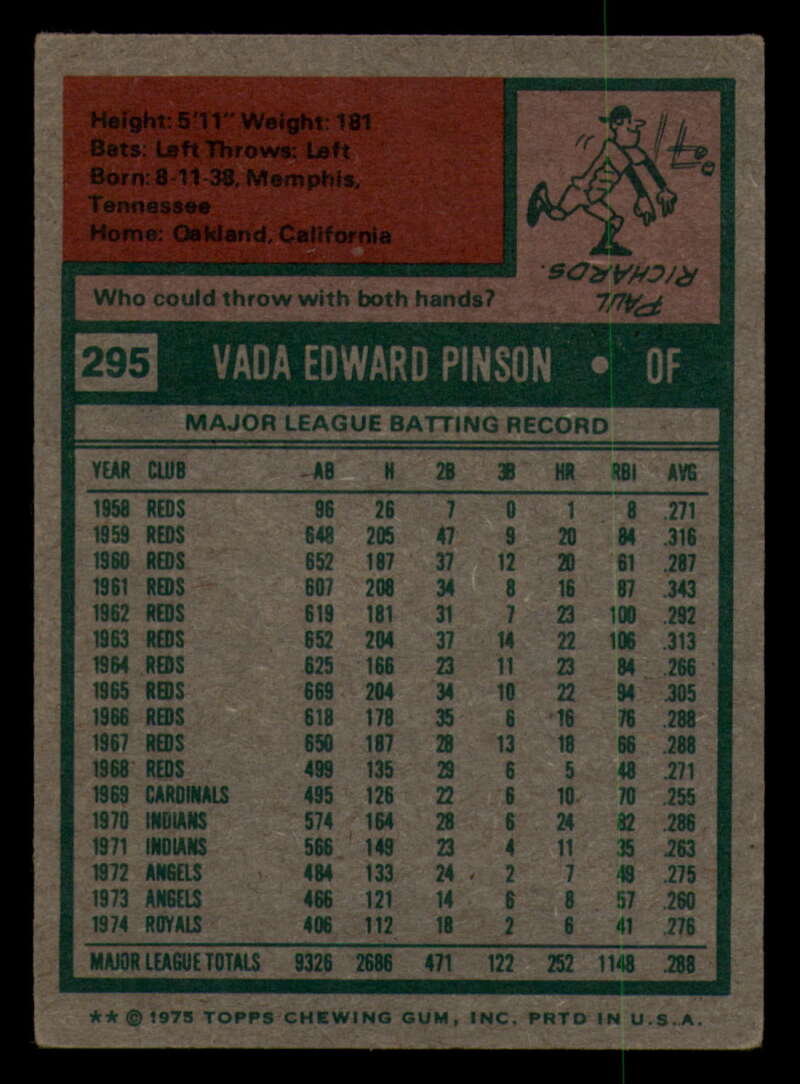 Height: 5'11" Weight: 181
Bats: Left Throws: Left
Born: 8-11-38, Memphis,
Tennessee
Home: Oakland, California
Who could throw with both hands?
PAUL
RICHARDS.
295 VADA EDWARD PINSON • OF
MAJOR LEAGUE BATTING RECORD
YEAR CLUB AB H 2B 3B HR RBI AVG
1958 REDS 96 26 7 0 1 8 .271
1959 REDS 648 205 47 9 20 84 .316
1960 REDS 652 187 37 12 20 61 .287
1961 REDS 607 208 34 8 16 87 .343
1962 REDS 619 181 31 7 23 100 .292
1963 REDS 652 204 37 14 22 106 .313
1964 REDS 625 166 23 11 23 84 .266
1965 REDS 669 204 34 10 22 94 .305
1966 REDS 618 178 35 6 16 76 .288
1967 REDS 650 187 28 13 18 66 .288
1968 REDS 499 135 29 6 5 48 .271
1969 CARDINALS 495 126 22 6 10 70 .255
1970 INDIANS 574 164 28 6 24 82 .286
1971 INDIANS 566 149 23 4 11 35 .263
1972 ANGELS 484 133 24 2 7 49 .275
1973 ANGELS 466 121 14 6 8 57 .260
1974 ROYALS 406 112 18 2 6 41 .276
MAJOR LEAGUE TOTALS 9326 2686 471 122 252 1148 .288
** © 1975 TOPPS CHEWING GUM, INC. PRTD IN U.S.A.